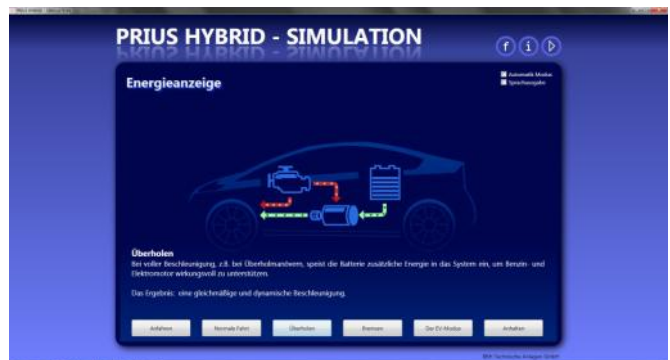 PRIUS HYBRID - SIMULATION
f i
Energieanzeige
Automatik Modus
Sprachausgabe
Überholen
Bei voller Beschleunigung, z.B. bei Überholmanövern, speist die Batterie zusätzliche Energie in das System ein, um Benzin- und
Elektromotor wirkungsvoll zu unterstützen.
Das Ergebnis: eine gleichmäßige und dynamische Beschleunigung.
Anfahren Normale Fahrt Überholen Bremsen Der EV-Modus Anhalten